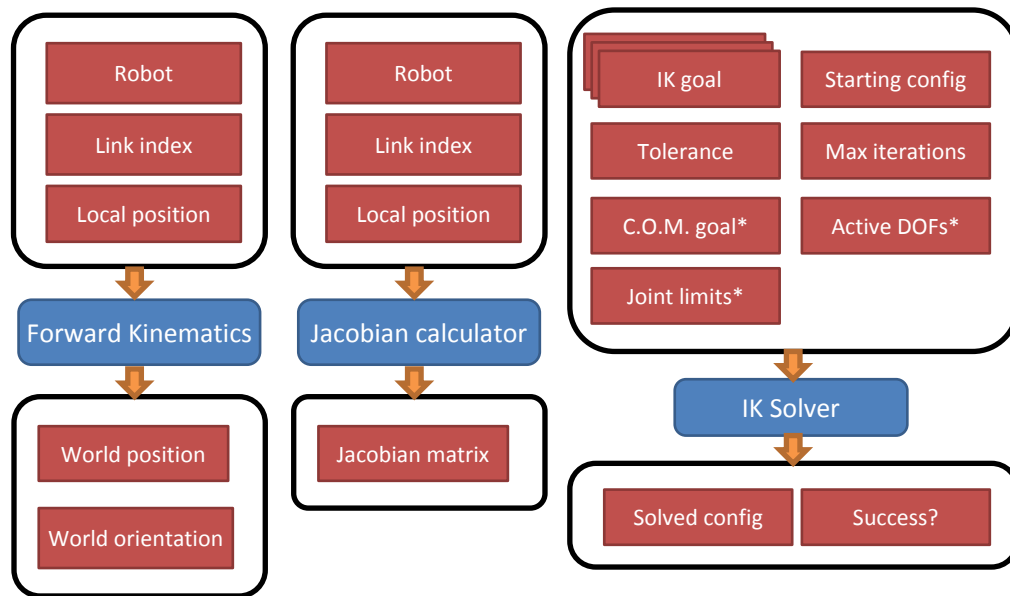 Robot
Link index
Local position
Forward Kinematics
World position
World orientation
Robot
Link index
Local position
Jacobian calculator
Jacobian matrix
IK goal
Starting config
Tolerance
Max iterations
C.O.M. goal*
Active DOFs*
Joint limits*
IK Solver
Solved config
Success?